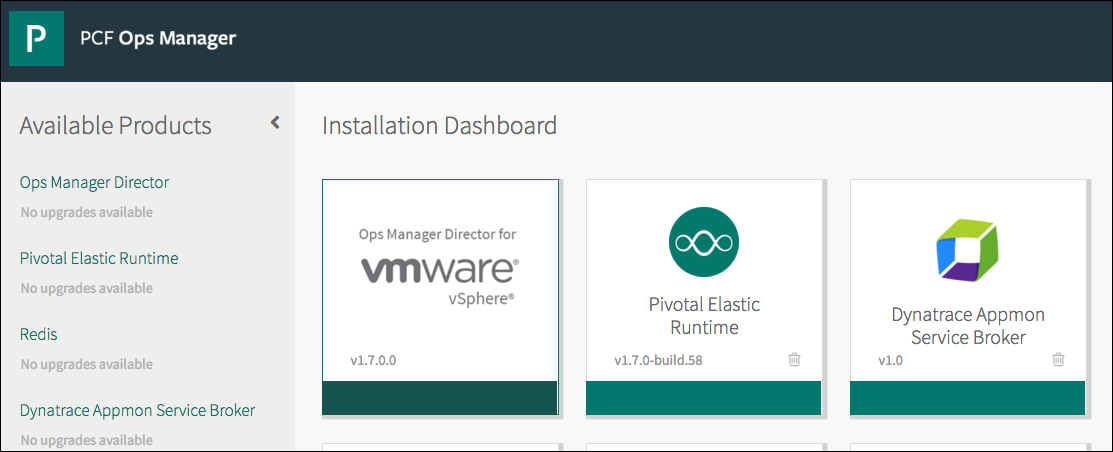 P
PCF Ops Manager
Available Products
Ops Manager Director
No upgrades available
Pivotal Elastic Runtime
No upgrades available
Redis
No upgrades available
Dynatrace Appmon Service Broker
No upgrades available
Installation Dashboard
Ops Manager Director for
vmware®
vSphere®
v1.7.0.0
Pivotal Elastic
Runtime
v1.7.0-build.58
Dynatrace Appmon
Service Broker
v1.0